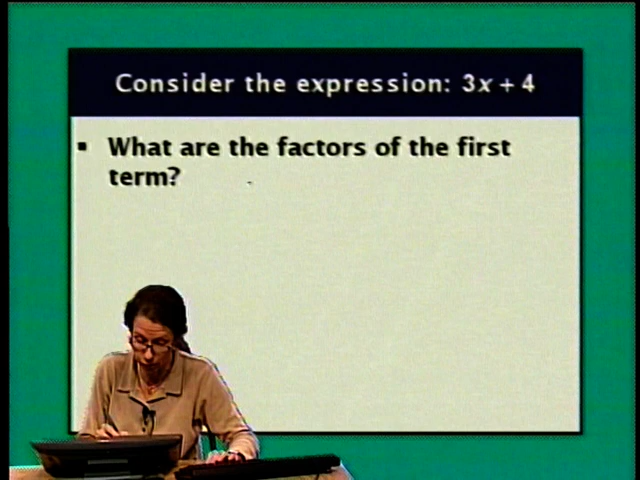 Consider the expression: 3x + 4
▪ What are the factors of the first
term?